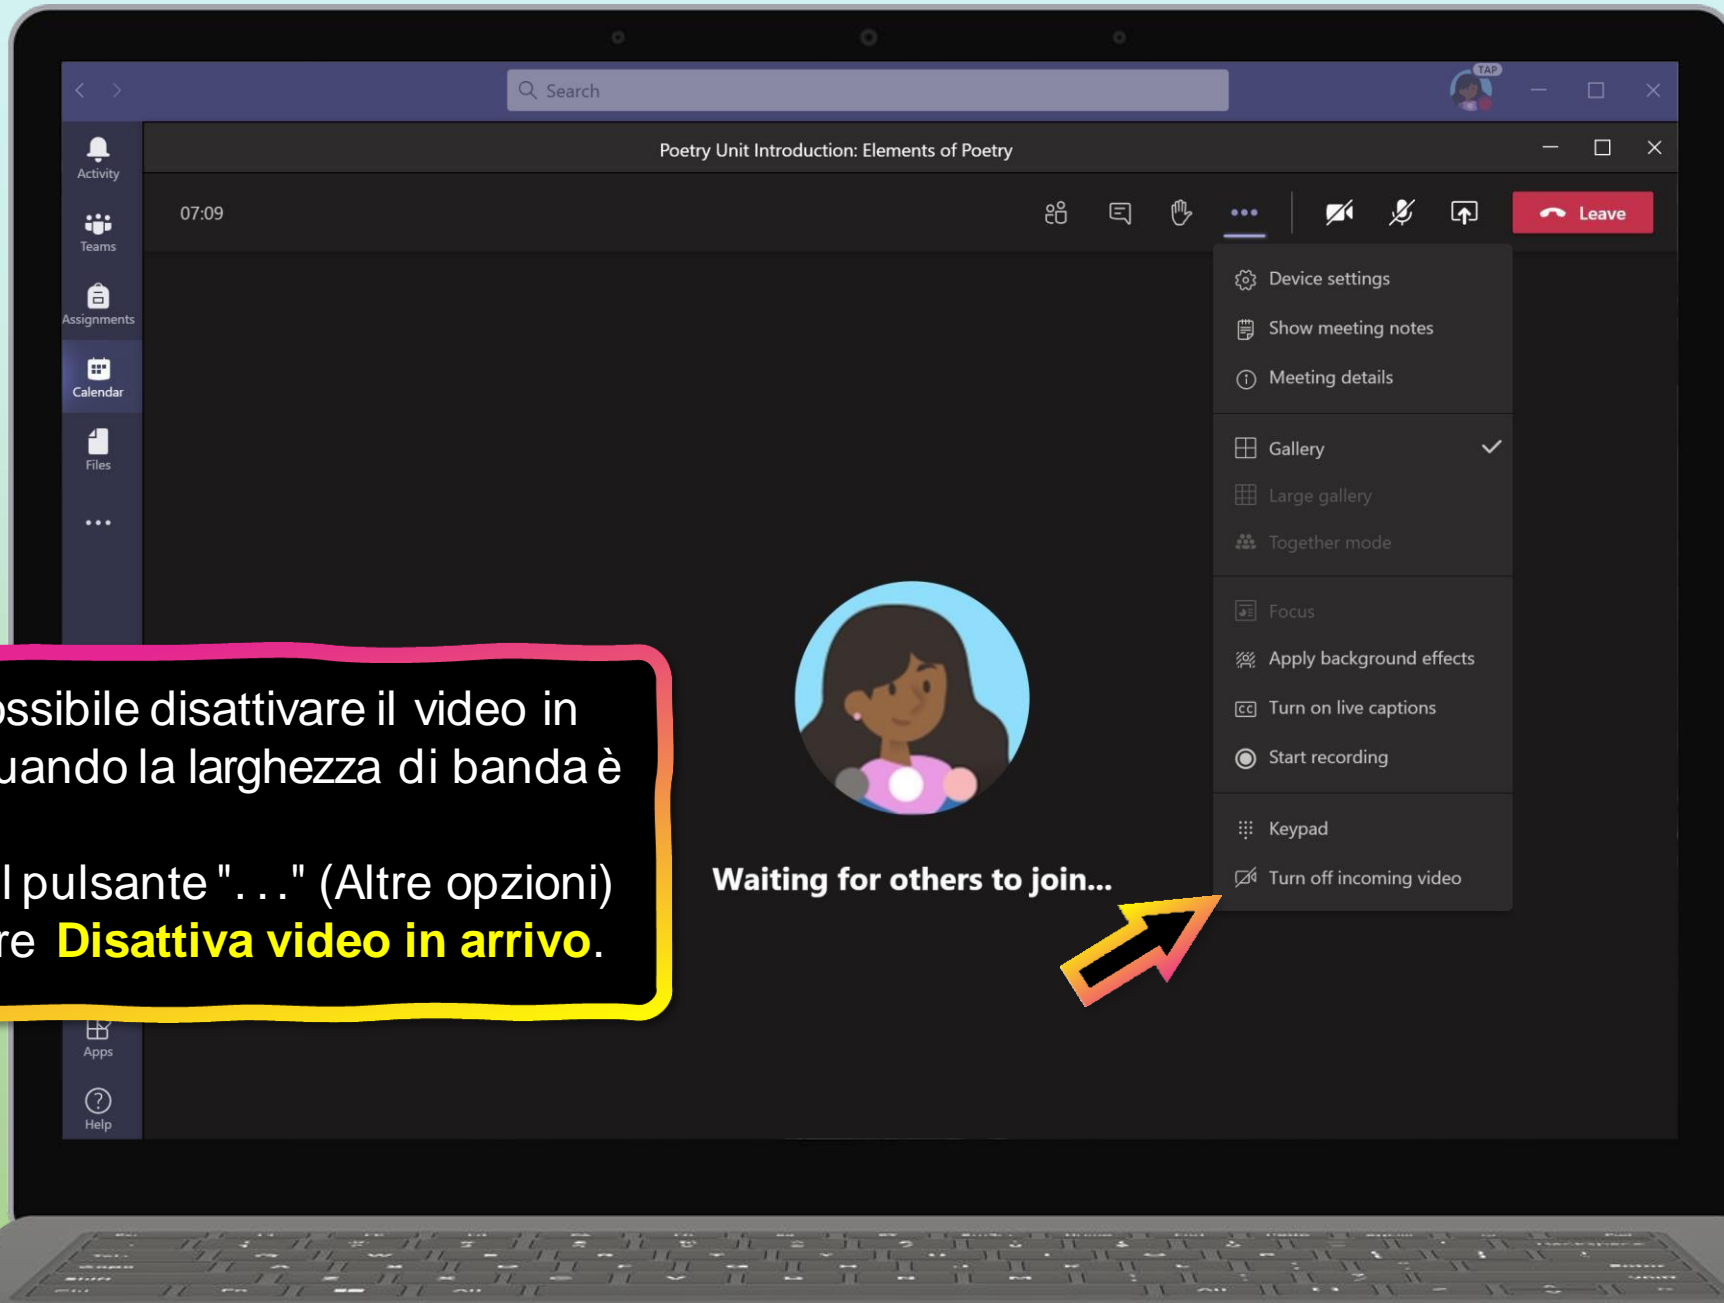 TAP
Search
Poetry Unit Introduction: Elements of Poetry
Activity
07:09
Leave
Teams
Device settings
Assignments
Show meeting notes
Calendar
Meeting details
Gallery
Files
Large gallery
Together mode
Focus
Apply background effects
Turn on live captions
Start recording
Keypad
Turn off incoming video
ossibile disattivare il video in
uando la larghezza di banda è
l pulsante "..." (Altre opzioni)
re Disattiva video in arrivo.
Waiting for others to join...
Apps
Help